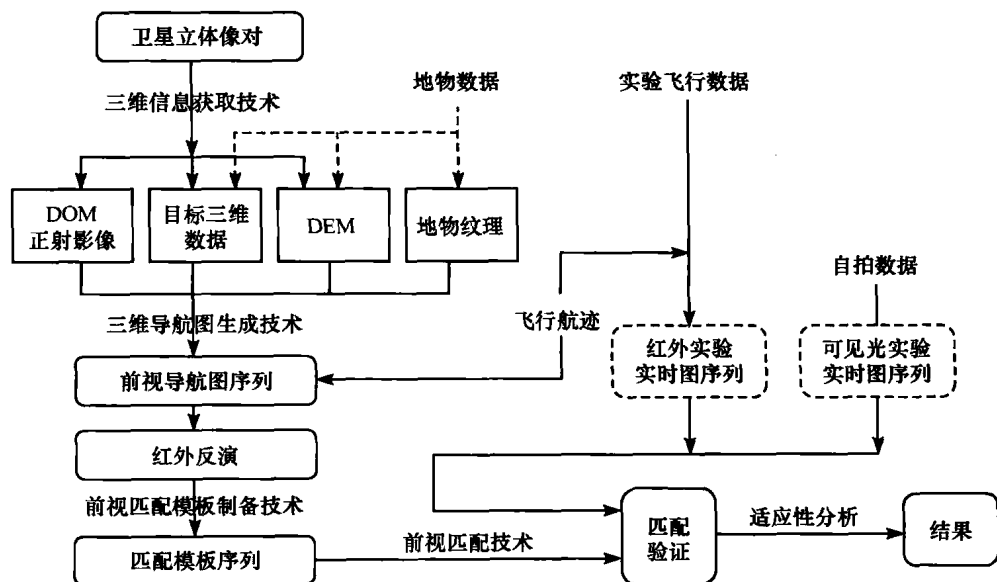 卫星立体像对
三维信息获取技术
地物数据
实验飞行数据
DOM
正射影像
目标三维
数据
DEM
地物纹理
自拍数据
三维导航图生成技术
飞行航迹
红外实验
实时图序列
可见光实验
实时图序列
前视导航图序列
红外反演
前视匹配模板制备技术
匹配模板序列
前视匹配技术
匹配
验证
适应性分析
结果